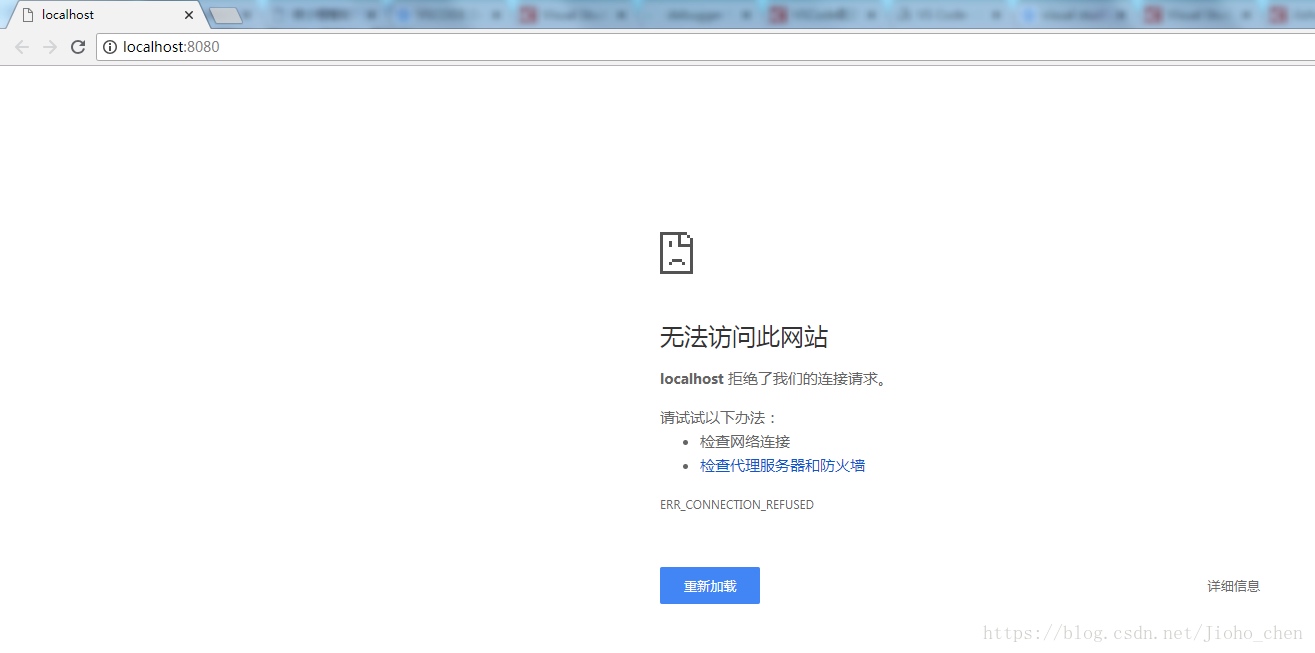 localhost
localhost:8080
无法访问此网站
localhost 拒绝了我们的连接请求。
请试试以下办法：
检查网络连接
检查代理服务器和防火墙
ERR_CONNECTION_REFUSED
重新加载
详细信息
https://blog.csdn.net/Jioho_chen